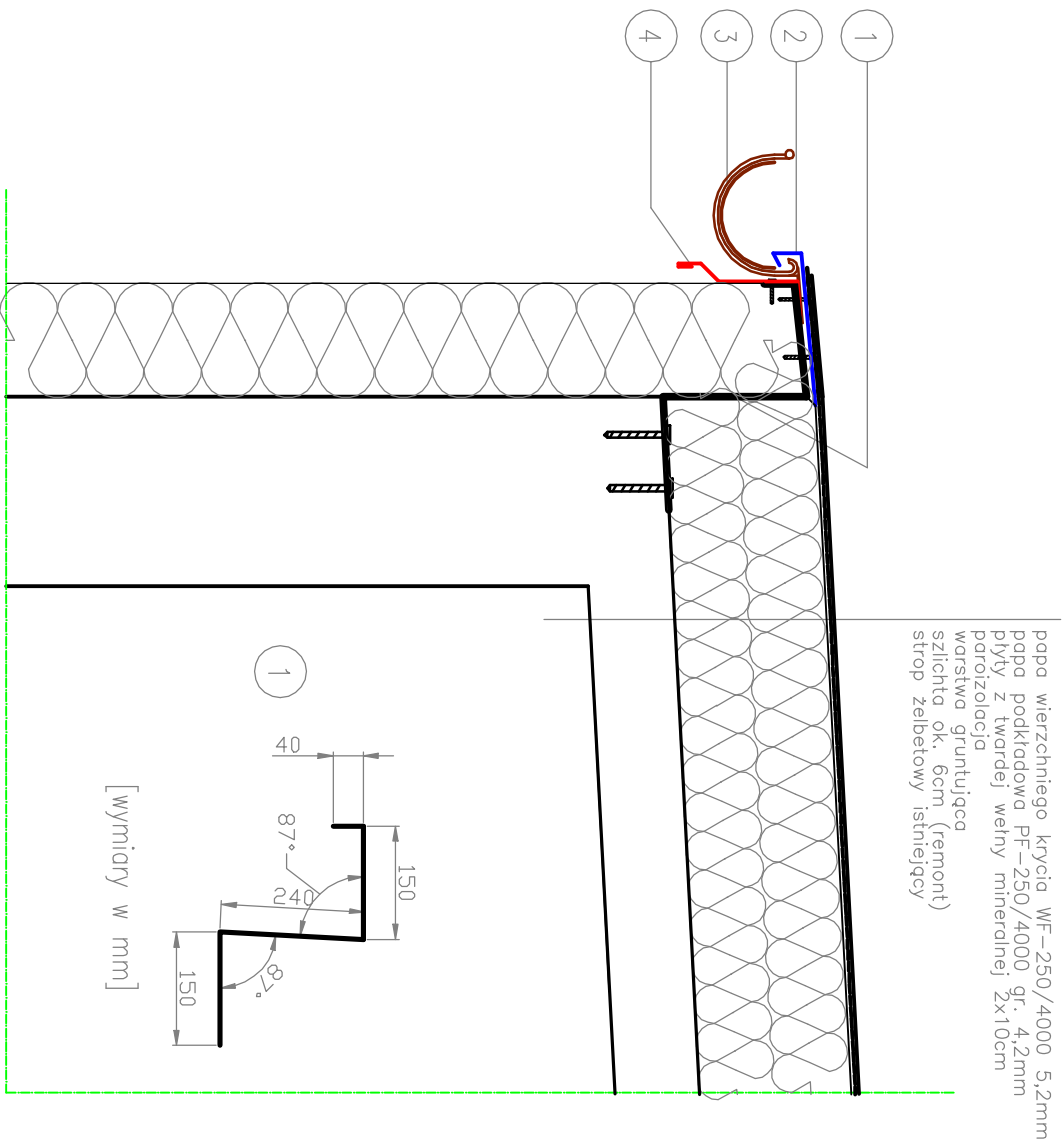 1
2
3
4
papa wierzchniego krycia WF-250/4000 5,2mm
papa podkładowa PF-250/4000 gr. 4,2mm
płyty z twardej wełny mineralnej 2x10cm
paroizolacja
warstwa gruntująca
szlichta ok. 6cm (remont)
strop żelbetowy istniejący
1
40
150
87°
240
87°
150
[wymiary w mm]